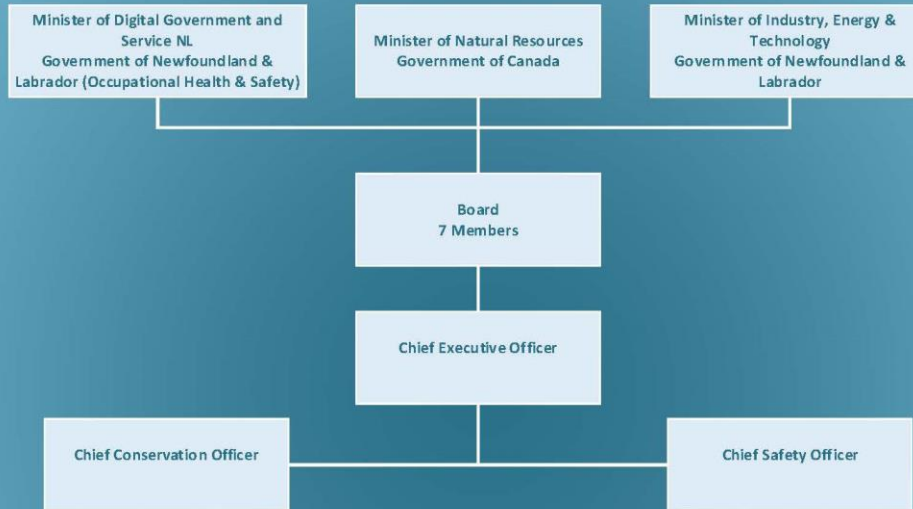 Minister of Digital Government and
Service NL
Government of Newfoundland &
Labrador (Occupational Health & Safety)
Minister of Natural Resources
Government of Canada
Minister of Industry, Energy &
Technology
Government of Newfoundland &
Labrador
Board
7 Members
Chief Executive Officer
Chief Conservation Officer
Chief Safety Officer